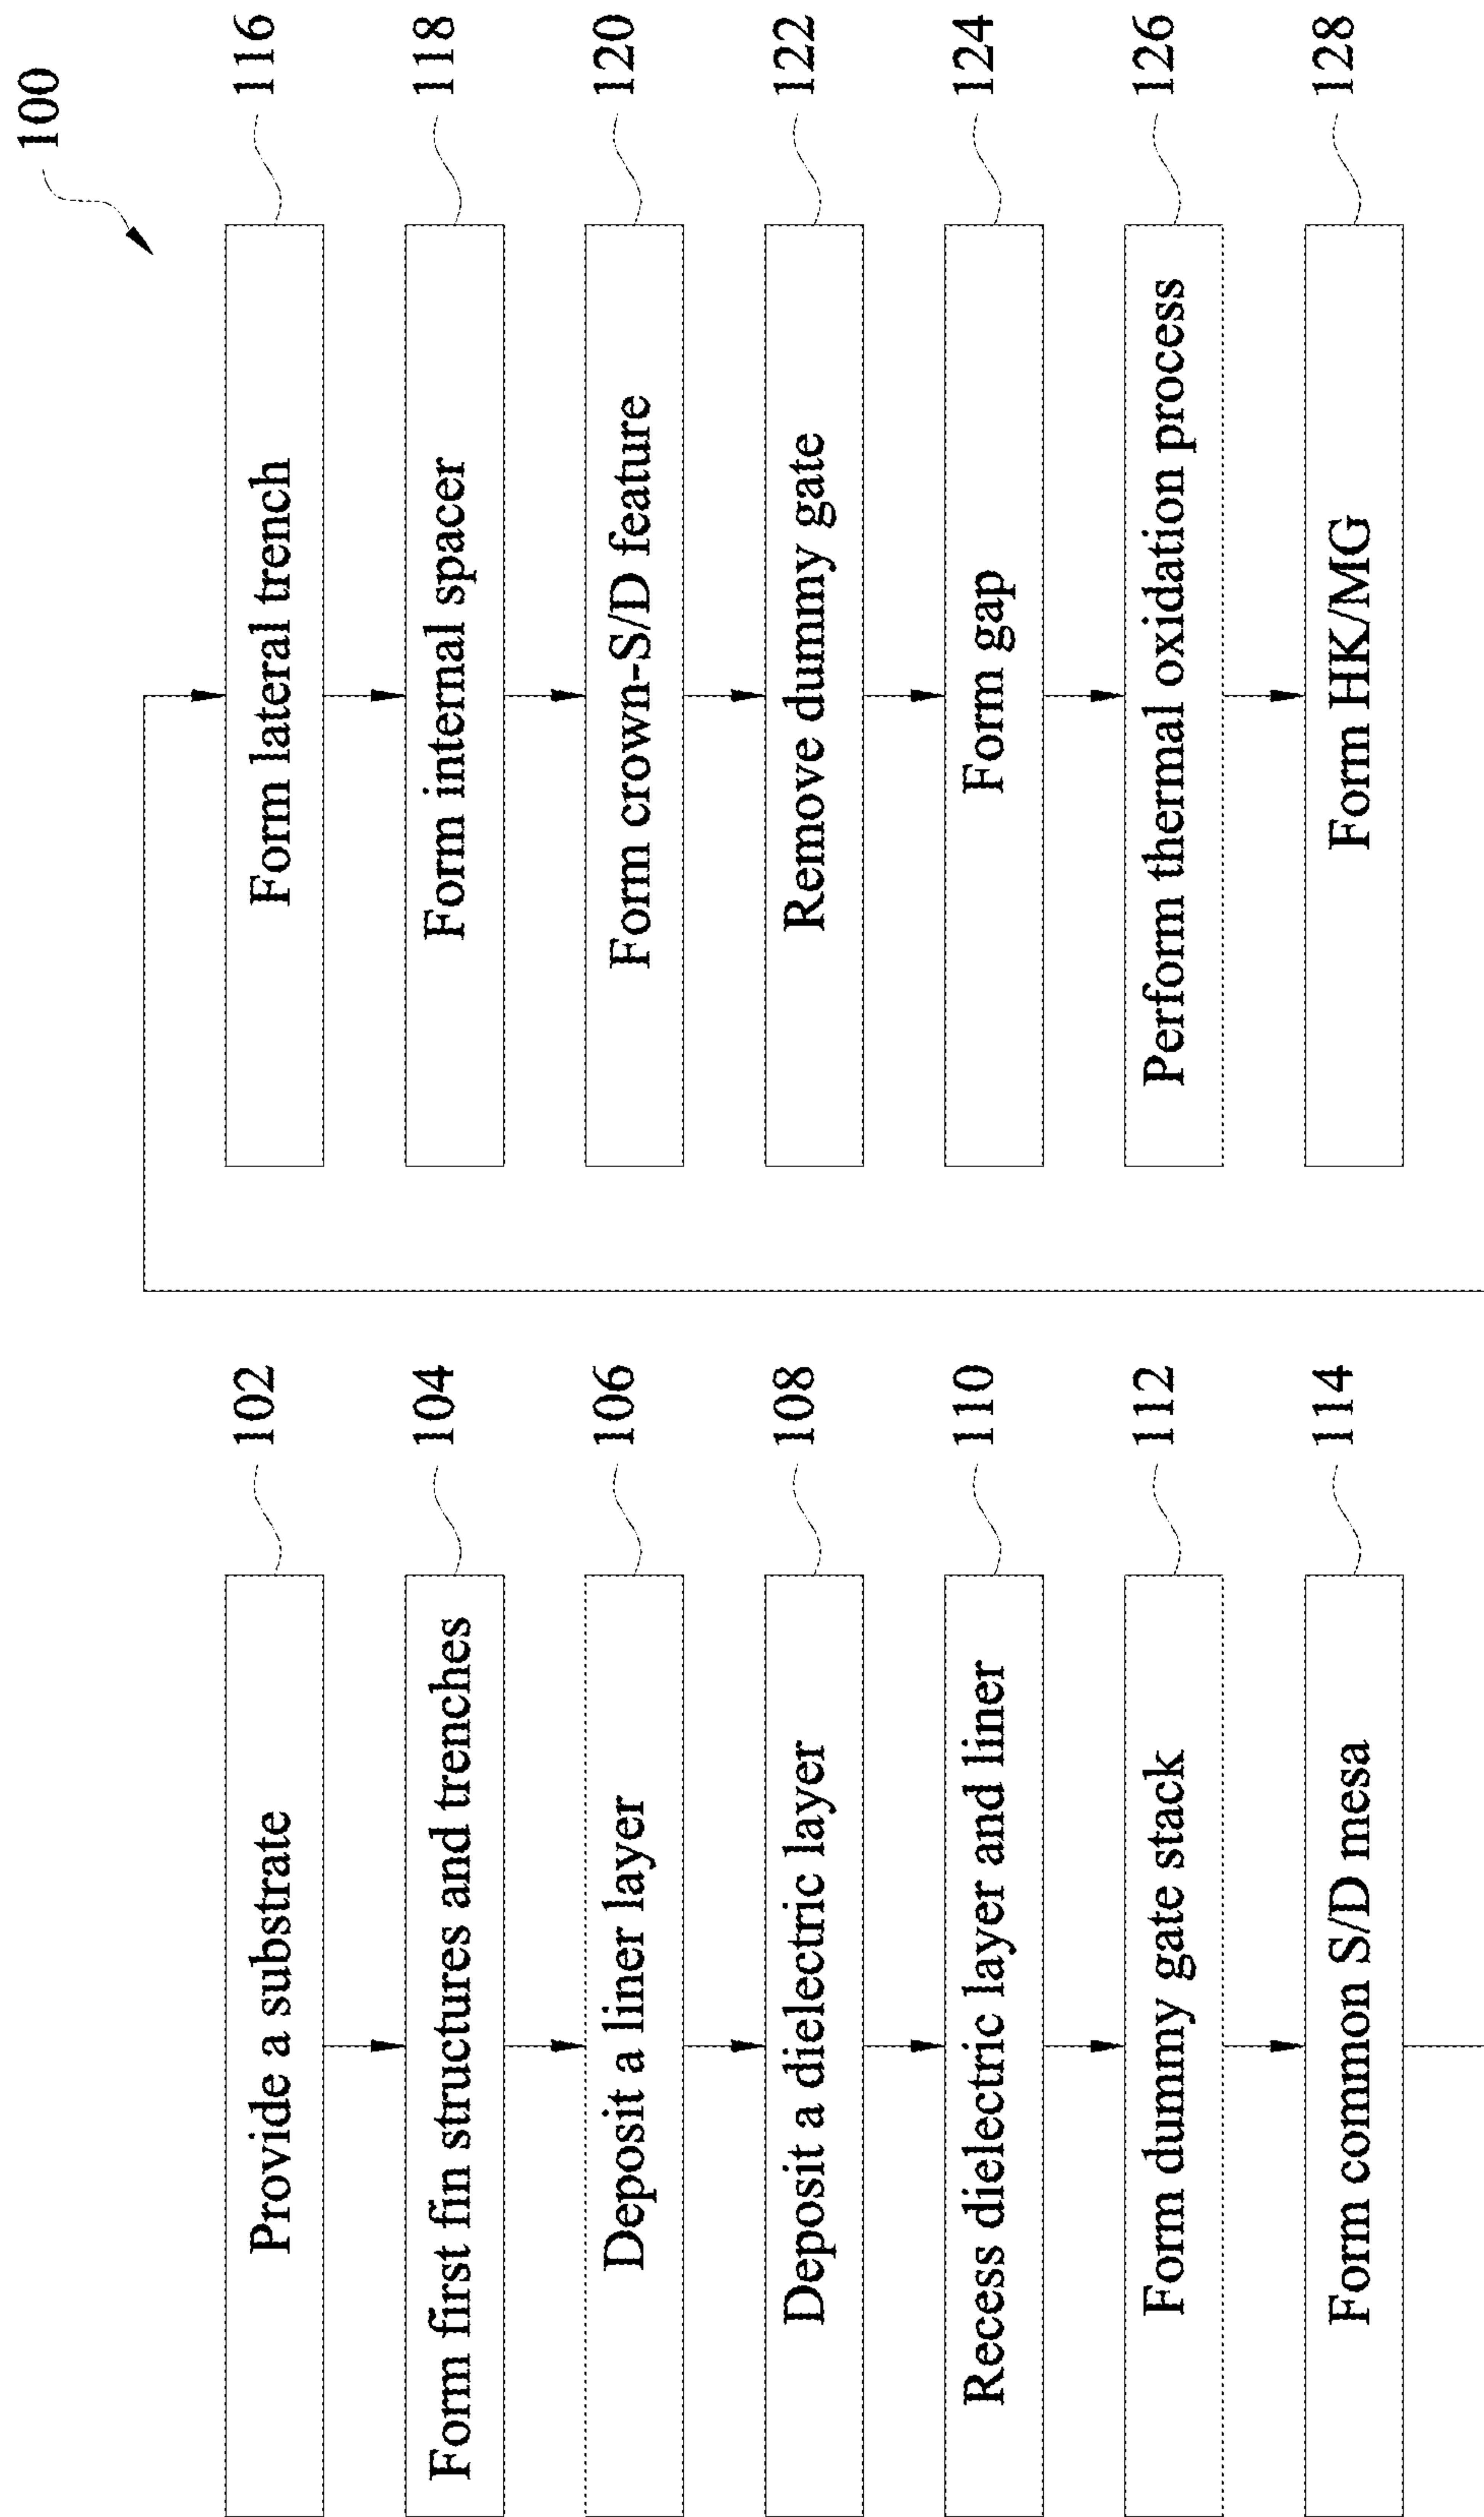 100
Provide a substrate
102
Form first fin structures and trenches
104
Deposit a liner layer
106
Deposit a dielectric layer
108
Recess dielectric layer and liner
110
Form dummy gate stack
112
Form common S/D mesa
114
Form lateral trench
116
Form internal spacer
118
Form crown-S/D feature
120
Remove dummy gate
122
Form gap
124
Perform thermal oxidation process
126
Form HK/MG
128